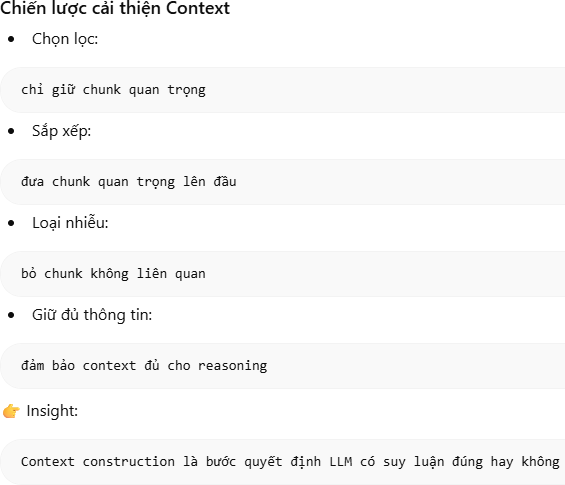 Chiến lược cải thiện Context
• Chọn lọc:
chỉ giữ chunk quan trọng
• Sắp xếp:
đưa chunk quan trọng lên đầu
• Loại nhiễu:
bỏ chunk không liên quan
• Giữ đủ thông tin:
đảm bảo context đủ cho reasoning
👉 Insight:
Context construction là bước quyết định LLM có suy luận đúng hay không